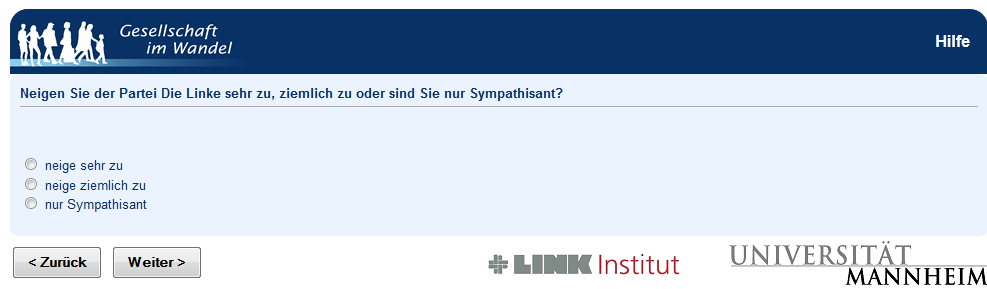 Gesellschaft
im Wandel
Hilfe
Neigen Sie der Partei Die Linke sehr zu, ziemlich zu oder sind Sie nur Sympathisant?
neige sehr zu
neige ziemlich zu
nur Sympathisant
< Zurück
Weiter >
LINK Institut
UNIVERSITÄT
MANNHEIM